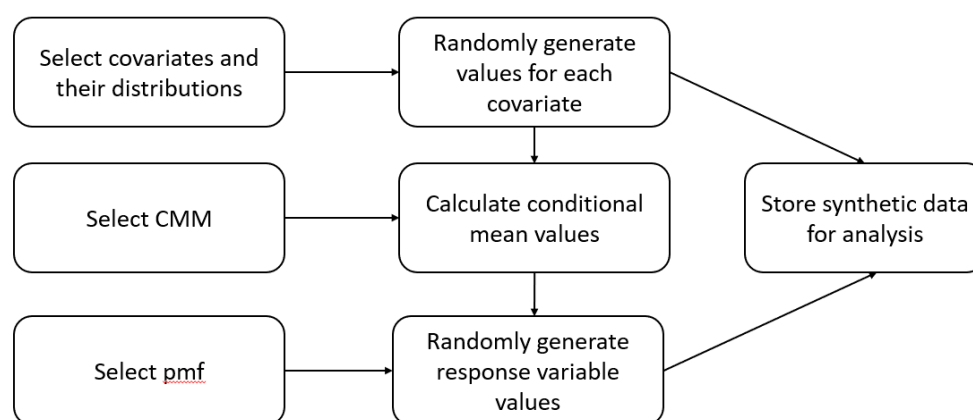 Select covariates and
their distributions
Randomly generate
values for each
covariate
Select CMM
Calculate conditional
mean values
Store synthetic data
for analysis
Select pmf
Randomly generate
response variable
values